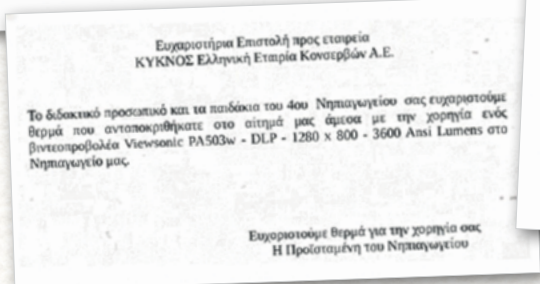 Ευχαριστήρια Επιστολή προς εταιρεία
ΚΥΚΝΟΣ Ελληνική Εταιρία Κονσερβών Α.Ε.
Το διδακτικό προσωπικό και τα παιδάκια του 4ου Νηπιαγωγείου σας ευχαριστούμε
θερμά που ανταποκριθήκατε στο αίτημά μας άμεσα με την χορηγία ενός
βιντεοπροβολέα Viewsonic PA503w - DLP - 1280 x 800 - 3600 Ansi Lumens στο
Νηπιαγωγείο μας.
Ευχαριστούμε θερμά για την χορηγία σας
Η Προϊσταμένη του Νηπιαγωγείου